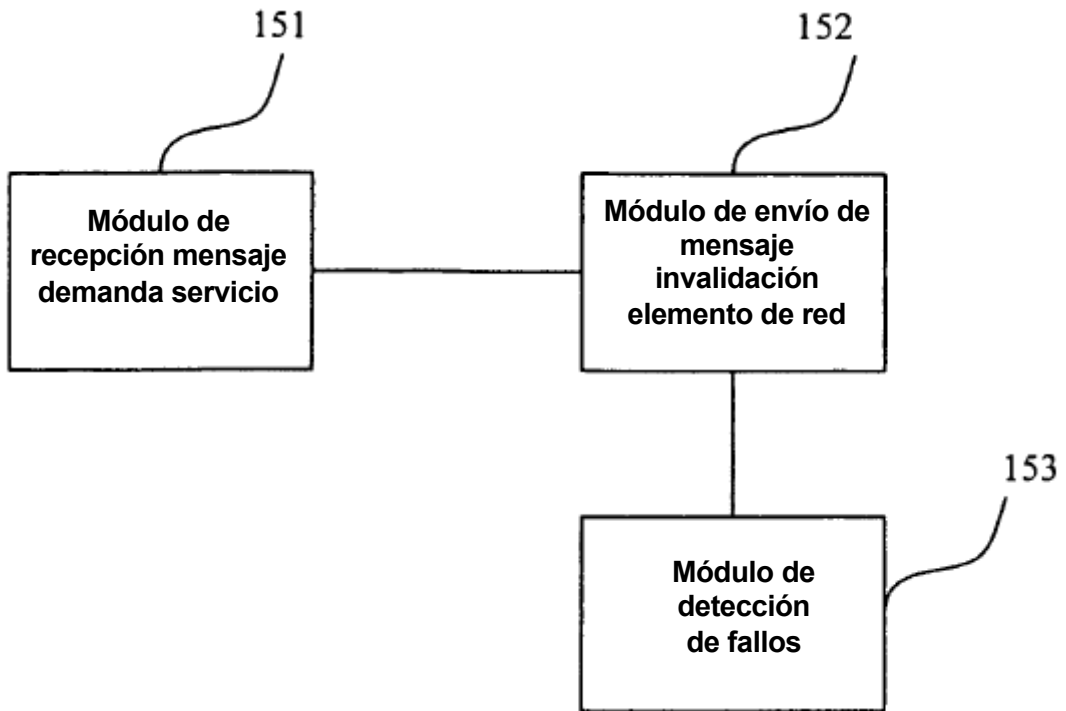 151
152
Módulo de
recepción mensaje
demanda servicio
Módulo de envío de
mensaje
invalidación
elemento de red
153
Módulo de
detección
de fallos